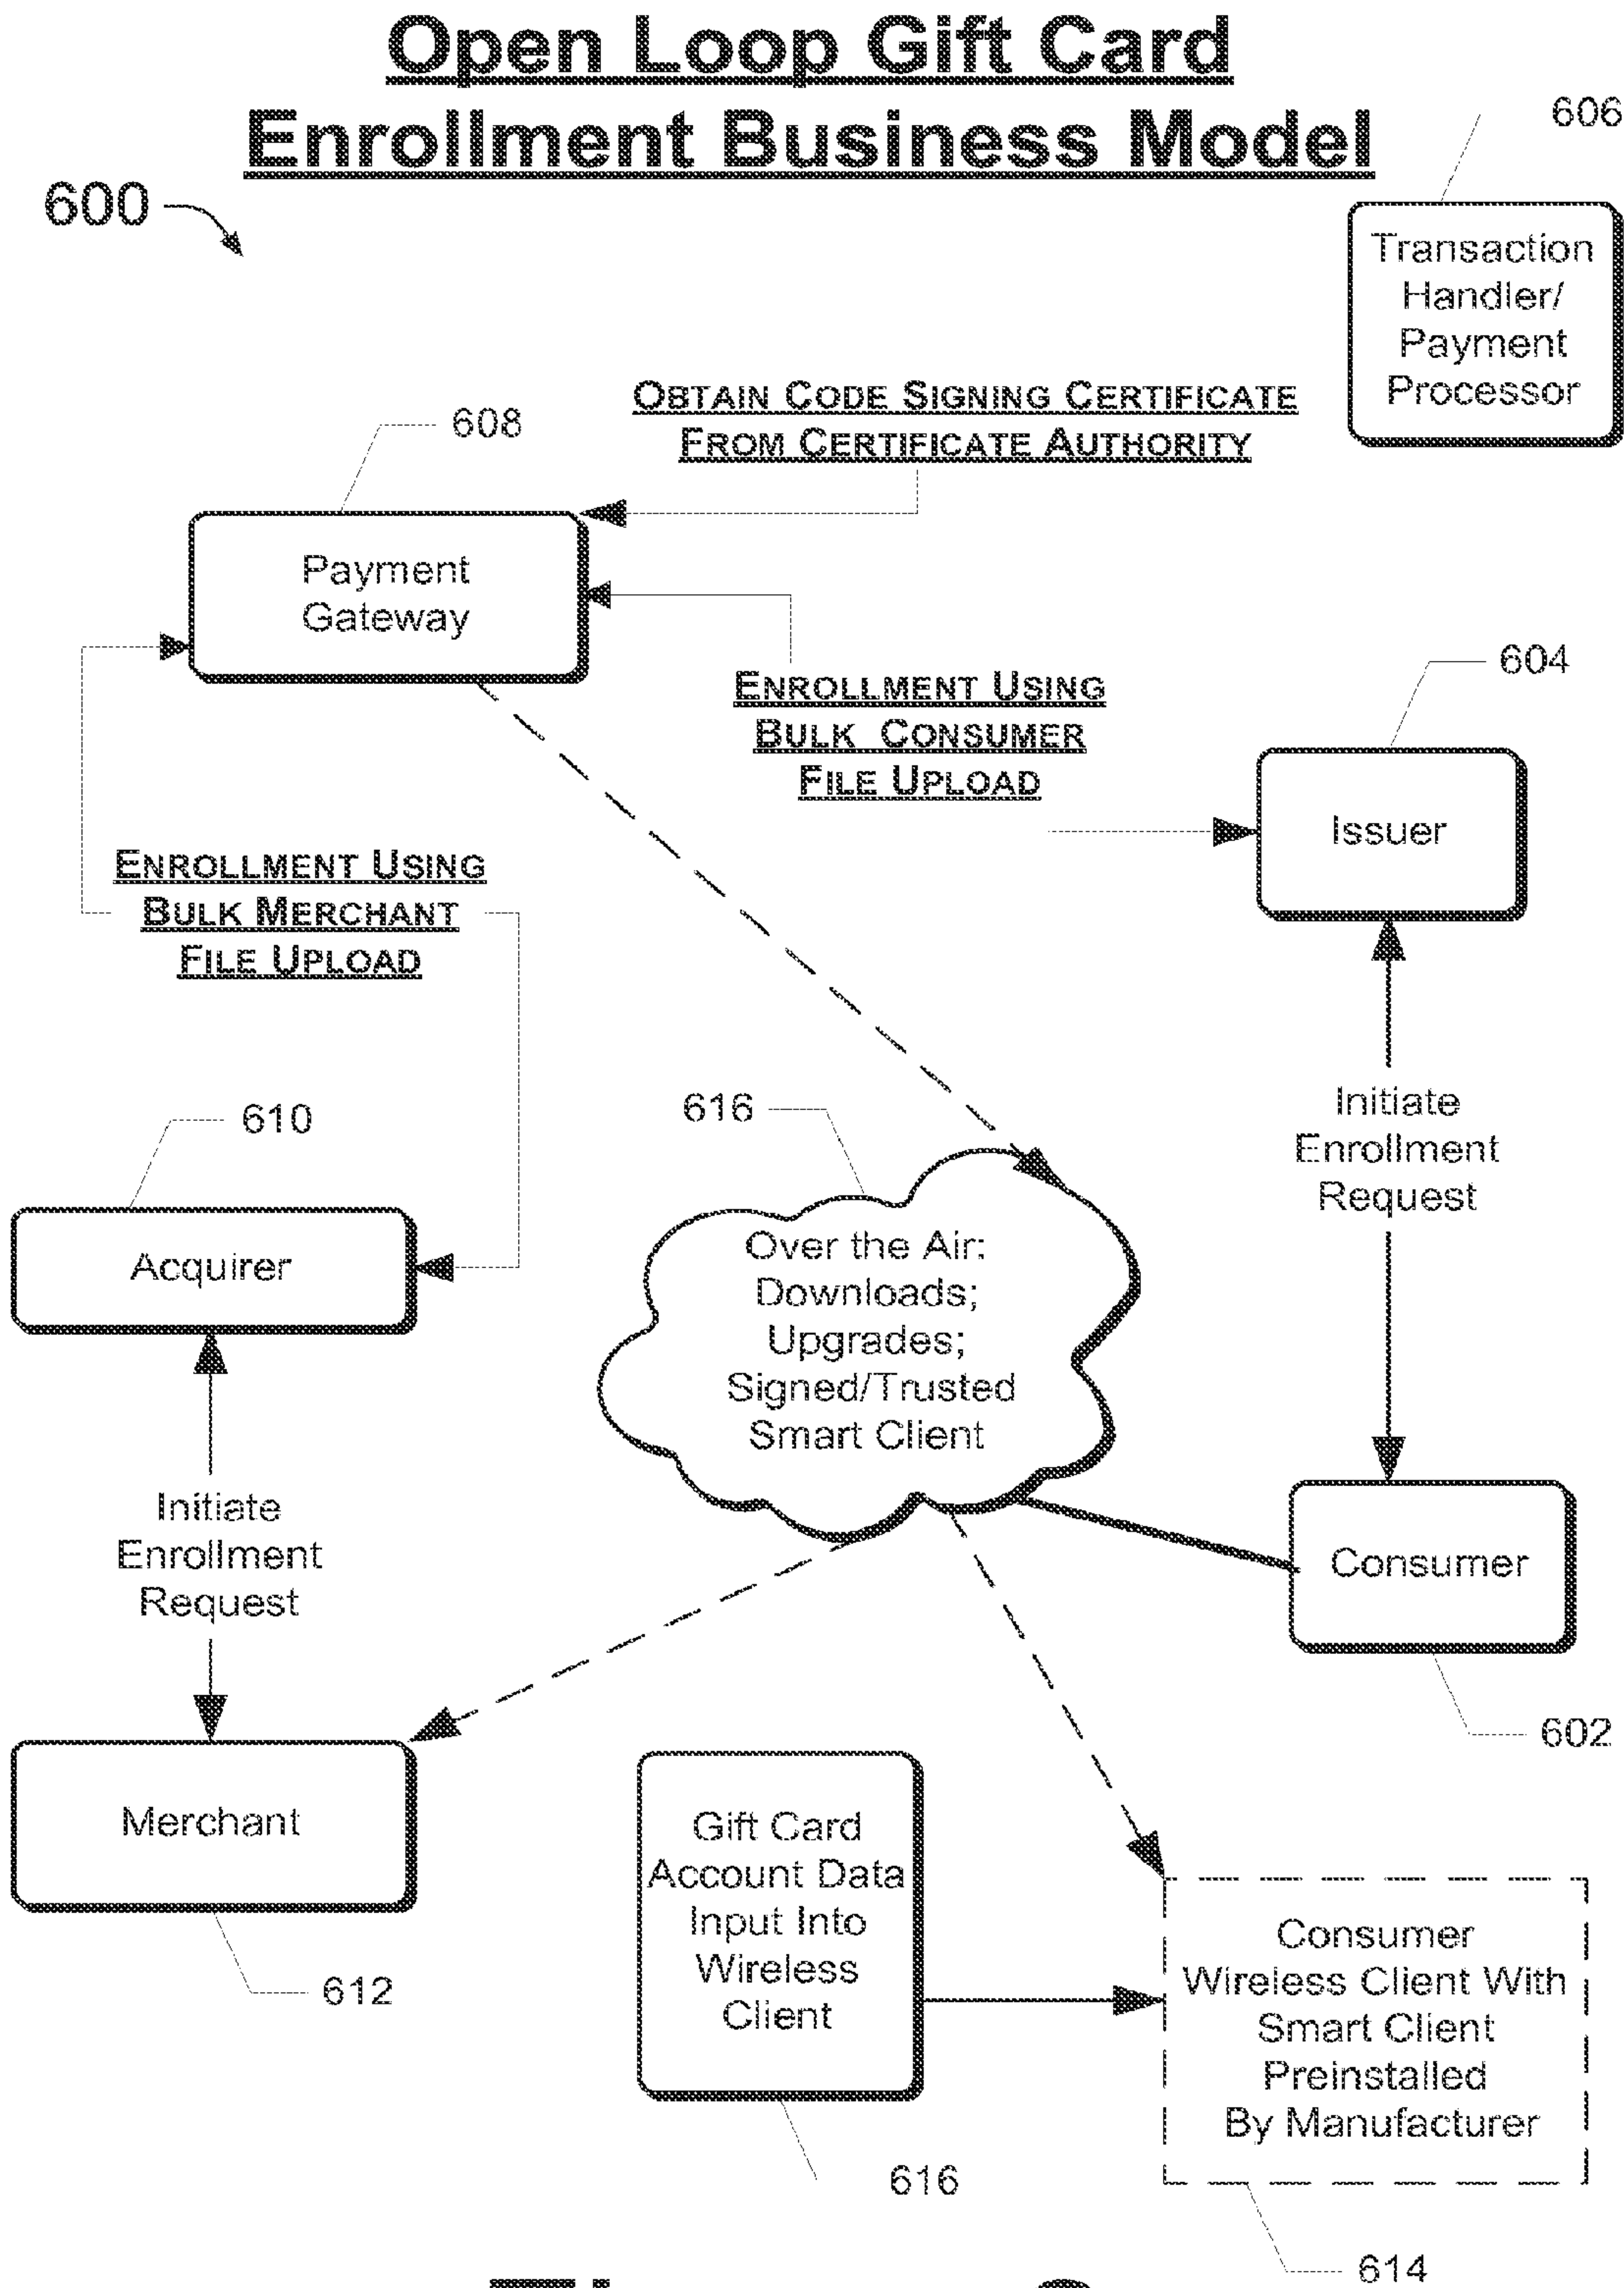 Open Loop Gift Card
Enrollment Business Model
606
600
Transaction
Handler/
Payment
Processor
OBTAIN CODE SIGNING CERTIFICATE
FROM CERTIFICATE AUTHORITY
608
Payment
Gateway
604
ENROLLMENT USING
BULK CONSUMER
FILE UPLOAD
Issuer
ENROLLMENT USING
BULK MERCHANT
FILE UPLOAD
610
616
Initiate
Enrollment
Request
Acquirer
Over the Air:
Downloads;
Upgrades;
Signed/Trusted
Smart Client
Initiate
Enrollment
Request
Consumer
602
Merchant
Gift Card
Account Data
Input Into
Wireless
Client
612
Consumer
Wireless Client With
Smart Client
Preinstalled
By Manufacturer
616
614